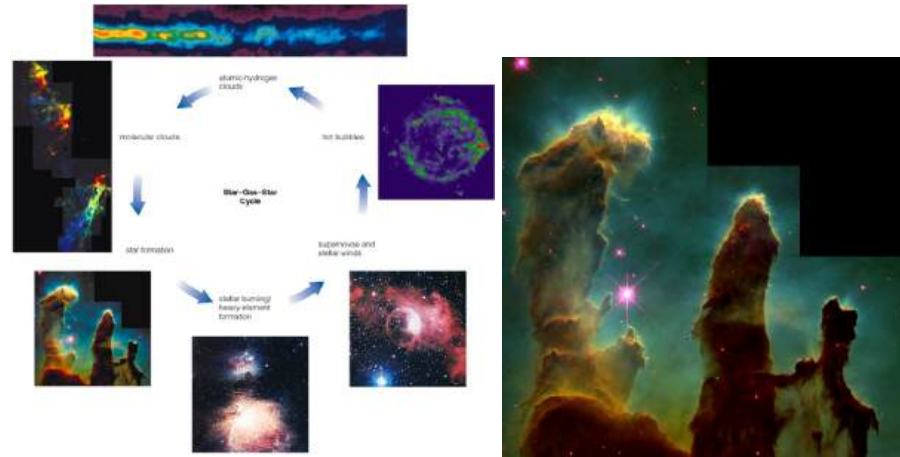 atomic-hydrogen
clouds
molecular clouds
hot bubbles
Star–Gas–Star
Cycle
star formation
supernovae and
stellar winds
stellar burning/
heavy-element
formation